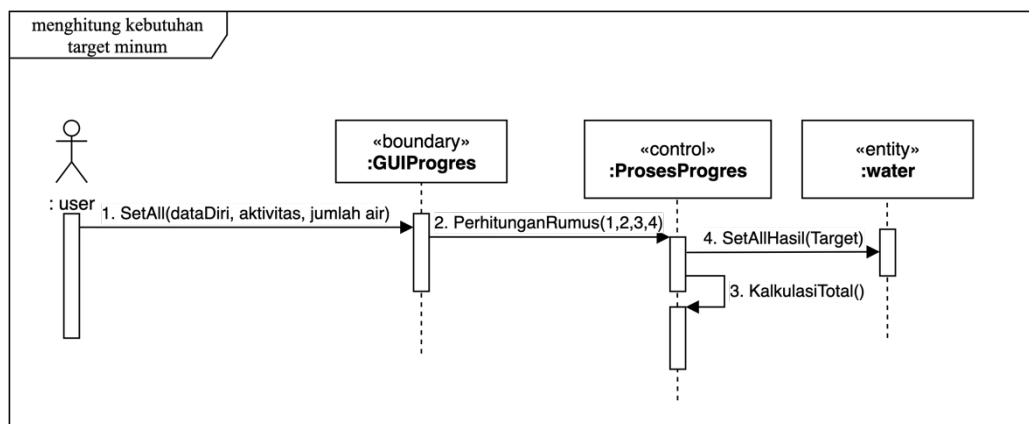 menghitung kebutuhan
target minum
«boundary»
:GUIProgres
«control»
:ProsesProgres
«entity»
:water
: user
1. SetAll(dataDiri, aktivitas, jumlah air)
2. PerhitunganRumus(1,2,3,4)
4. SetAllHasil(Target)
3. KalkulasiTotal()